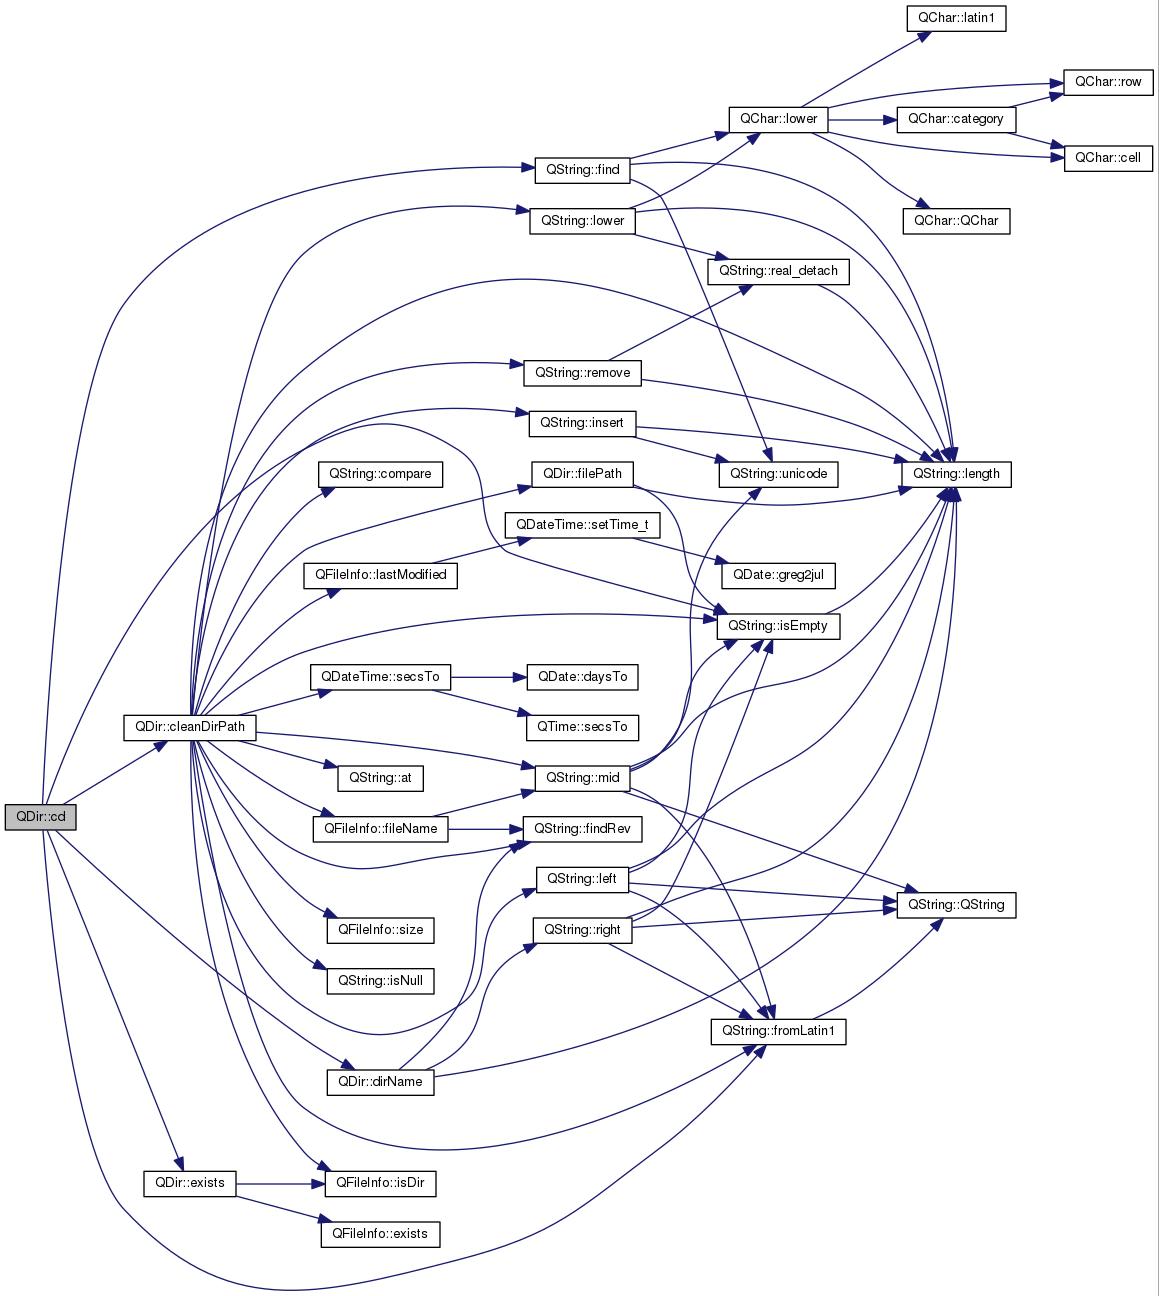 QChar::latin1
QChar::row
QChar::lower
QChar::category
QChar::cell
QString::find
QString::lower
QChar::QChar
QString::real_detach
QString::remove
QString::insert
QString::compare
QDir::filePath
QString::unicode
QString::length
QDateTime::setTime_t
QFileInfo::lastModified
QDate::greg2jul
QString::isEmpty
QDateTime::secsTo
QDate::daysTo
QDir::cleanDirPath
QTime::secsTo
QString::at
QString::mid
QDir::cd
QFileInfo::fileName
QString::findRev
QString::left
QString::QString
QFileInfo::size
QString::right
QString::isNull
QString::fromLatin1
QDir::dirName
QDir::exists
QFileInfo::isDir
QFileInfo::exists